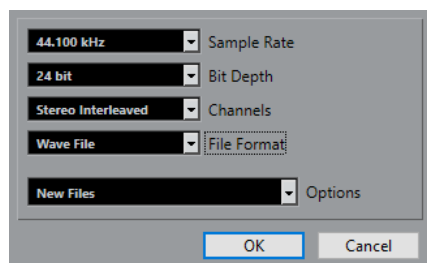 44.100 kHz Sample Rate
24 bit Bit Depth
Stereo Interleaved Channels
Wave File File Format
New Files Options
OK Cancel